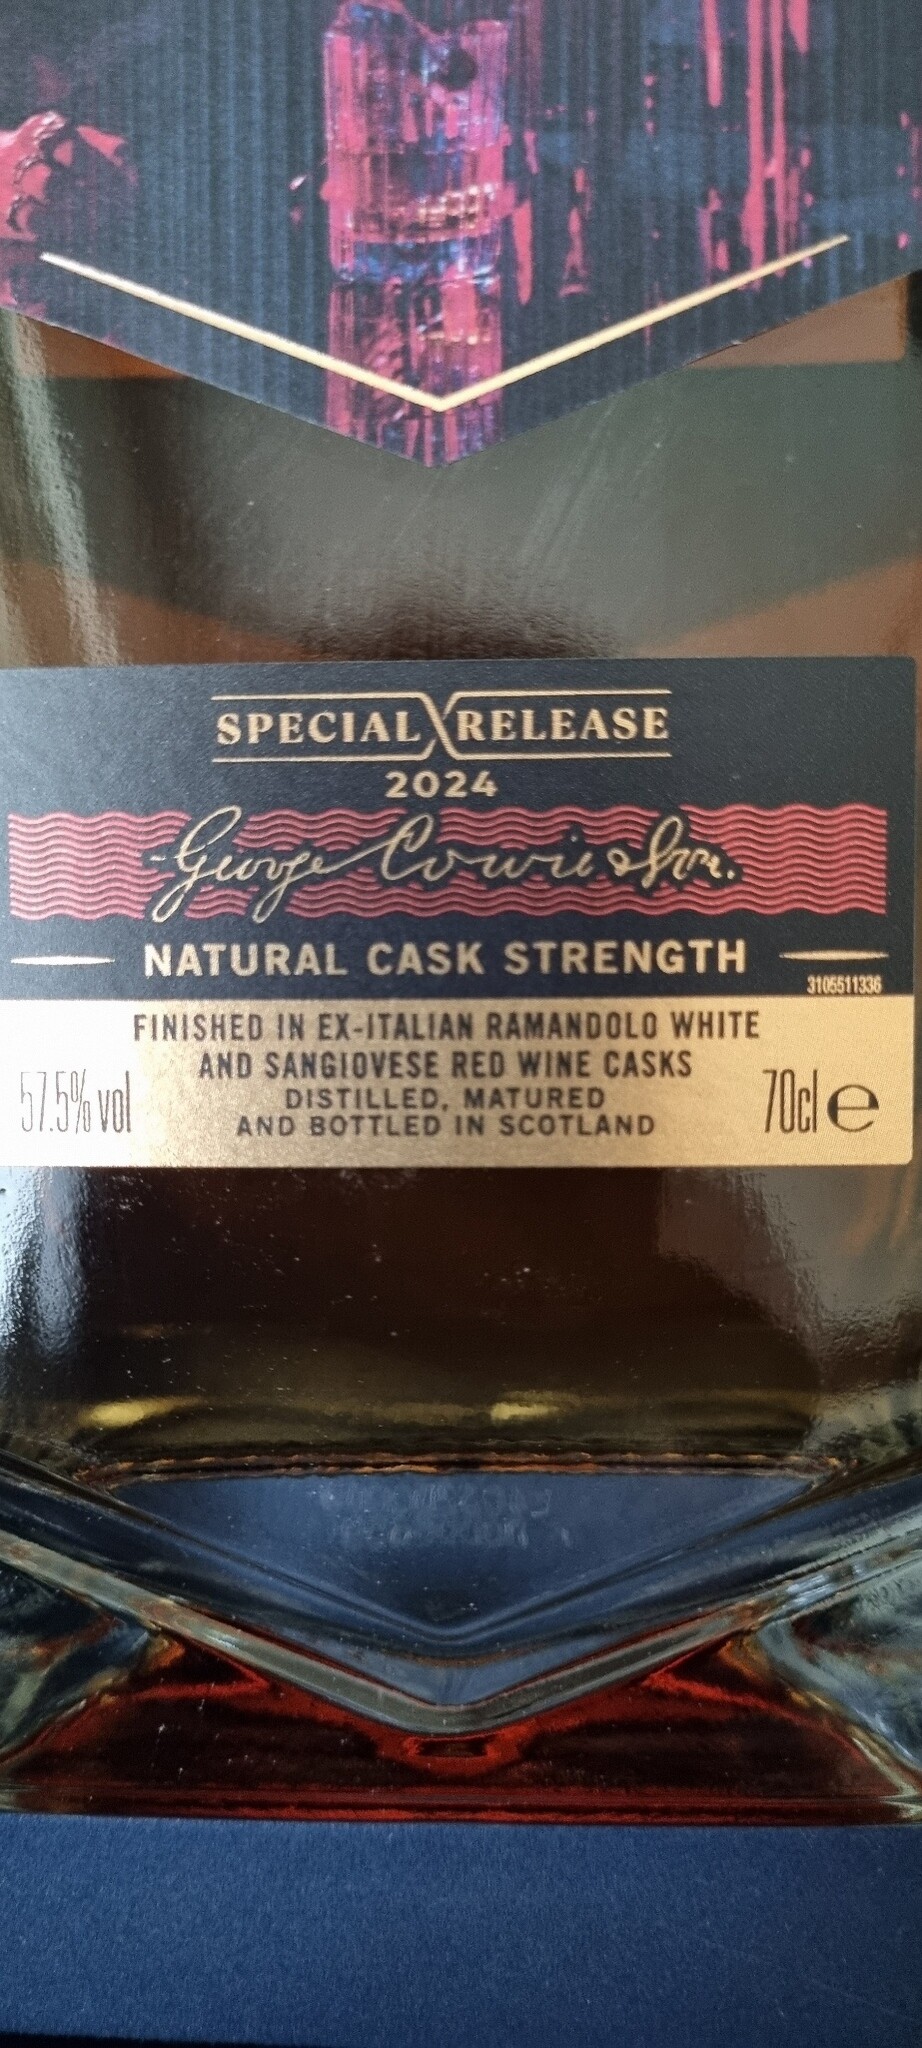 SPECIAL RELEASE
2024
George Cowie & Son.
NATURAL CASK STRENGTH
3105511336
FINISHED IN EX-ITALIAN RAMANDOLO WHITE
AND SANGIOVESE RED WINE CASKS
57.5% vol
DISTILLED, MATURED
AND BOTTLED IN SCOTLAND
70cl e